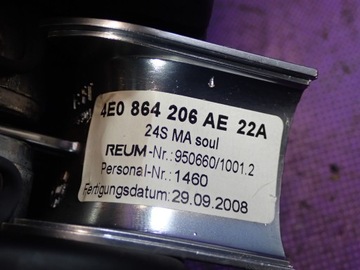 4E0 864 206 AE 22A
24S MA soul
REUM-Nr.:950660/1001.2
Personal-Nr.:1460
Fertigungsdatum:29.09.2008